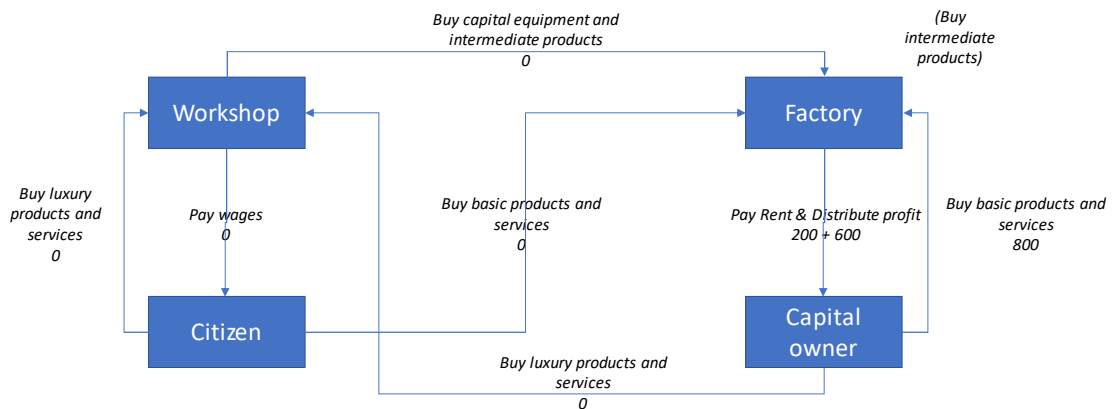 Buy capital equipment and
intermediate products
0
(Buy
intermediate
products)
Workshop
Factory
Buy luxury
products and
services
0
Pay wages
0
Buy basic products and
services
0
Pay Rent & Distribute profit
200 + 600
Buy basic products and
services
800
Citizen
Capital
owner
Buy luxury products and
services
0